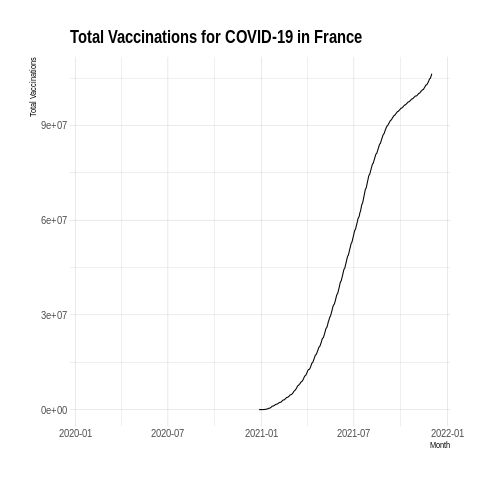 Total Vaccinations for COVID-19 in France
Total Vaccinations
9e+07
6e+07
3e+07
0e+00
2020-01 2020-07 2021-01 2021-07 2022-01
Month